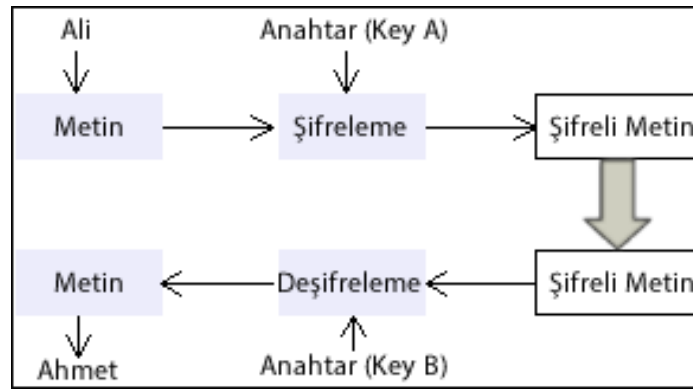 Ali
Anahtar (Key A)
Metin
Şifreleme
Şifreli Metin
Metin
Deşifreleme
Şifreli Metin
Ahmet
Anahtar (Key B)